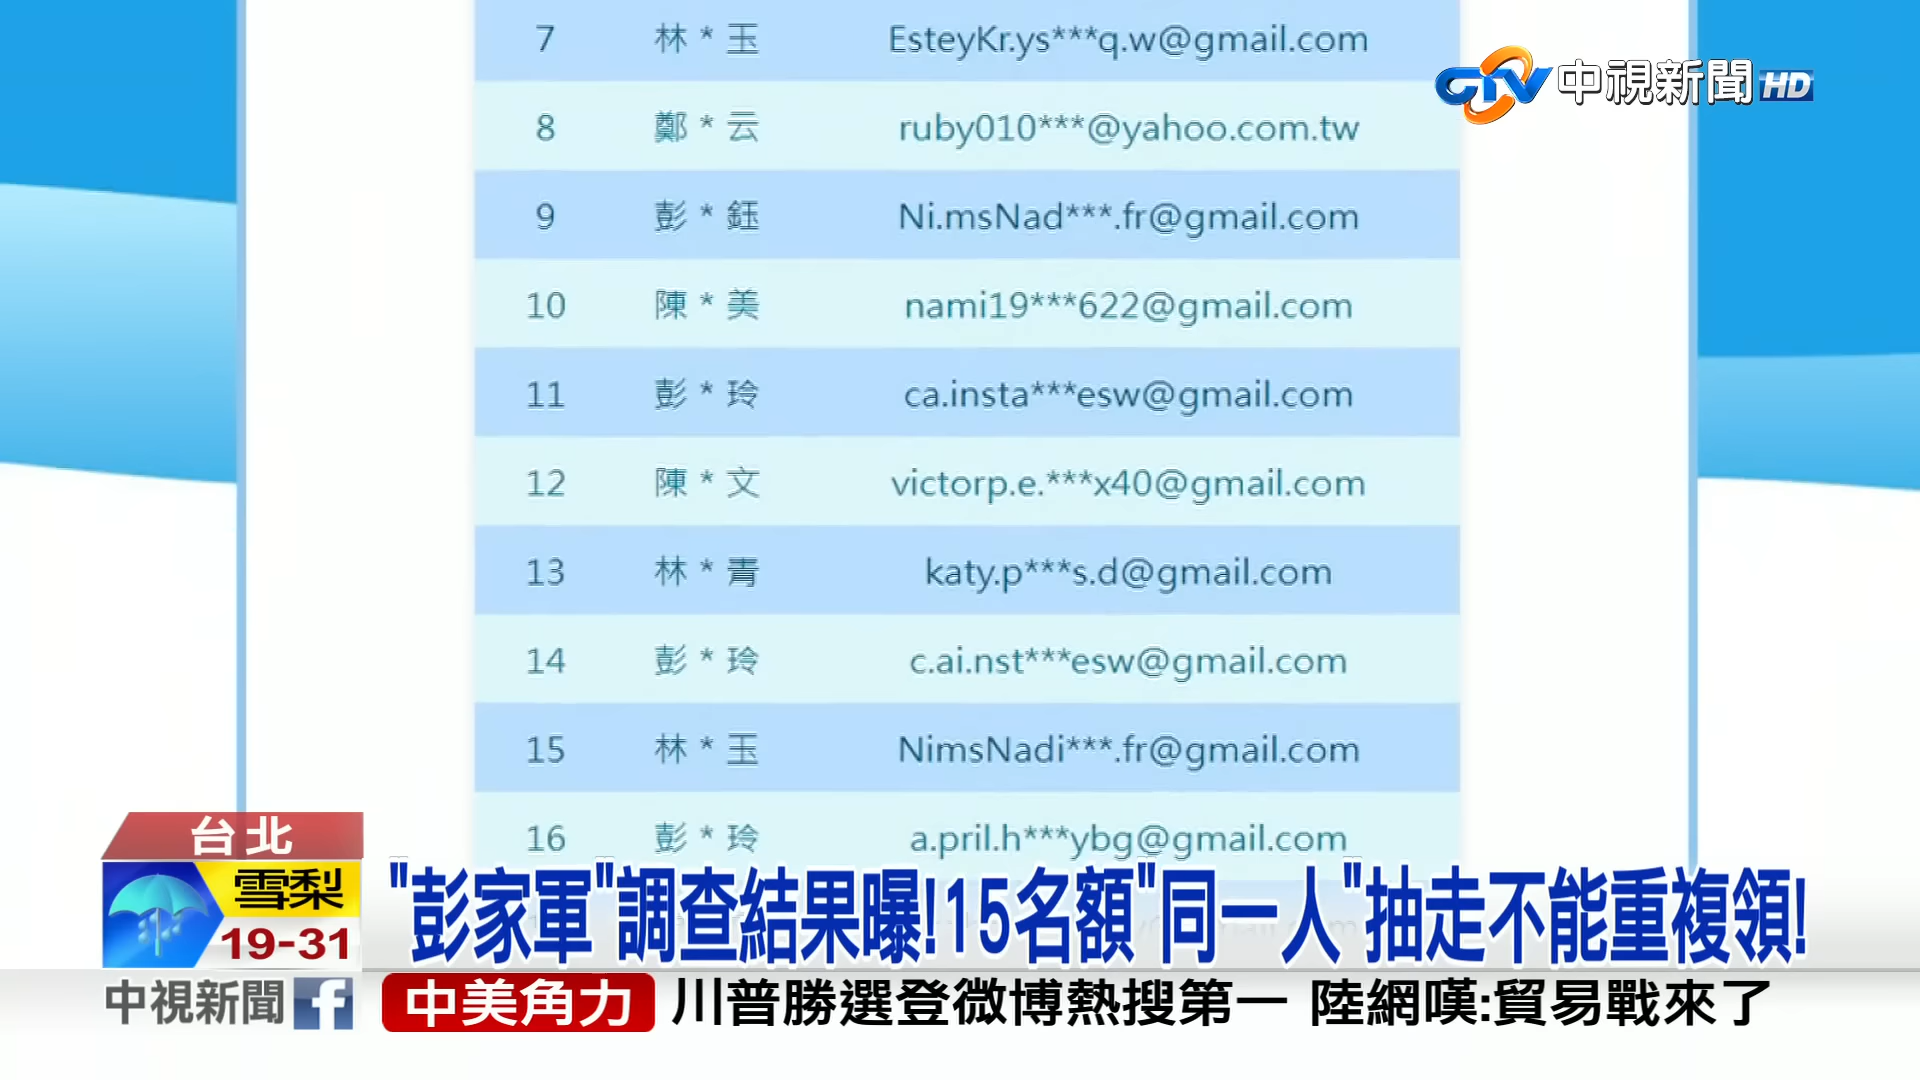 7 林 * 玉 EsteyKr.ys***q.w@gmail.com
CTV 中視新聞 HD
8 鄭 * 云 ruby010***@yahoo.com.tw
9 彭 * 鈺 Ni.msNad***.fr@gmail.com
10 陳 * 美 nami19***622@gmail.com
11 彭 * 玲 ca.insta***esw@gmail.com
12 陳 * 文 victorp.e.***x40@gmail.com
13 林 * 青 katy.p***s.d@gmail.com
14 彭 * 玲 c.ai.nst***esw@gmail.com
15 林 * 玉 NimsNadi***.fr@gmail.com
16 彭 * 玲 a.pril.h***ybg@gmail.com
台北
雪梨
19-31
"彭家軍"調查結果曝!15名額"同一人"抽走不能重複領!
中視新聞 f
中美角力 川普勝選登微博熱搜第一 陸網嘆:貿易戰來了